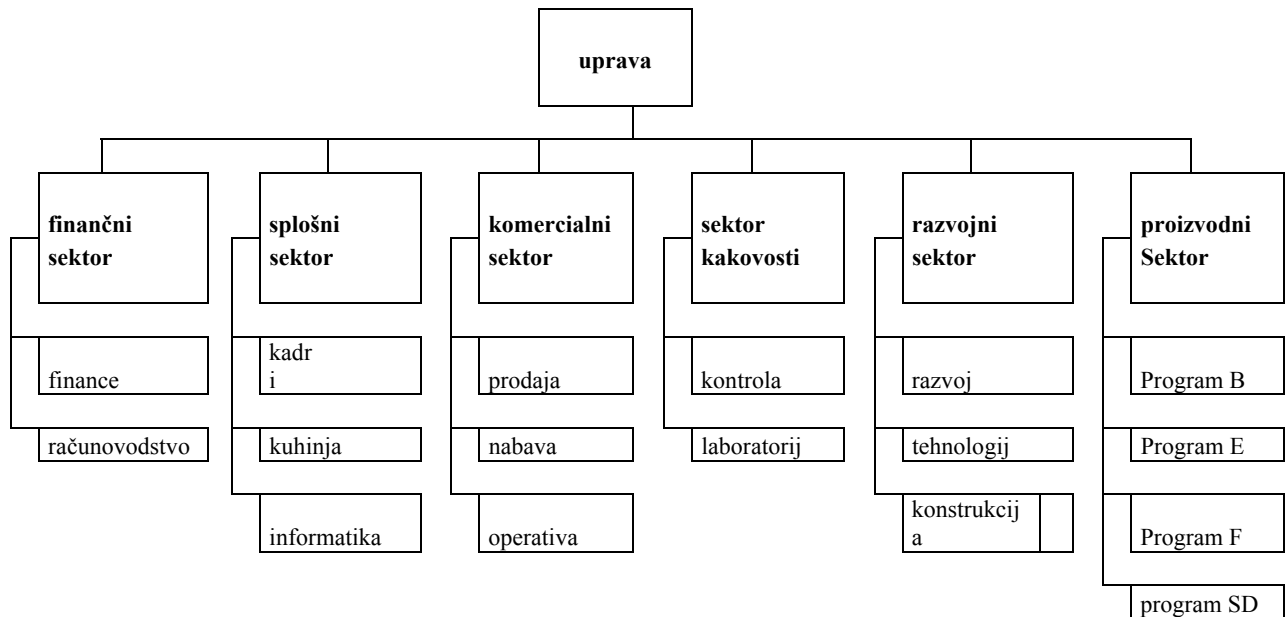 uprava
finančni
sektor
splošni
sektor
komercialni
sektor
sektor
kakovosti
razvojni
sektor
proizvodni
Sektor
finance
kadr
i
prodaja
kontrola
razvoj
Program B
računovodstvo
kuhinja
nabava
laboratorij
tehnologij
Program E
informatika
operativa
konstrukcij
a
Program F
program SD